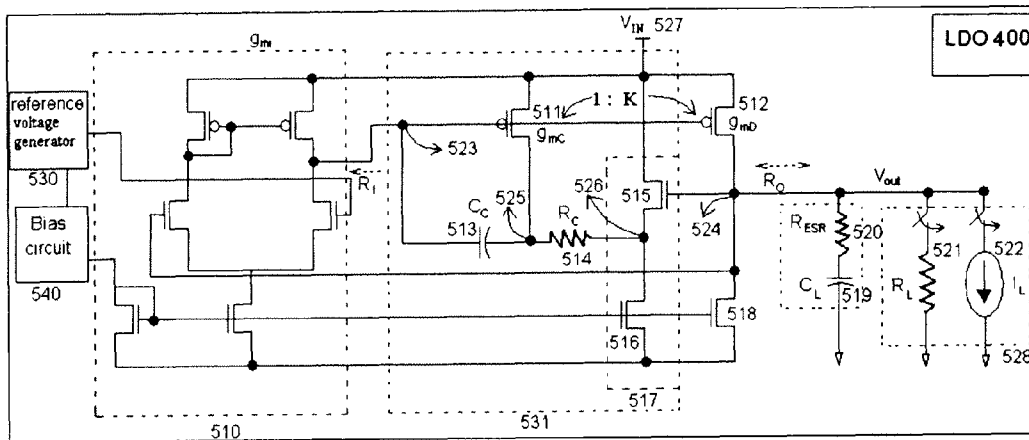 V_IN 527
LDO 400
g_mI
reference
voltage
generator
530
Bias
circuit
540
511
1 : K
512
g_mC
g_mD
523
R_I
515
R_O
V_out
525
526
524
C_C
513
R_C
514
R_ESR
520
521
522
C_L
519
R_L
I_L
516
518
528
517
510
531